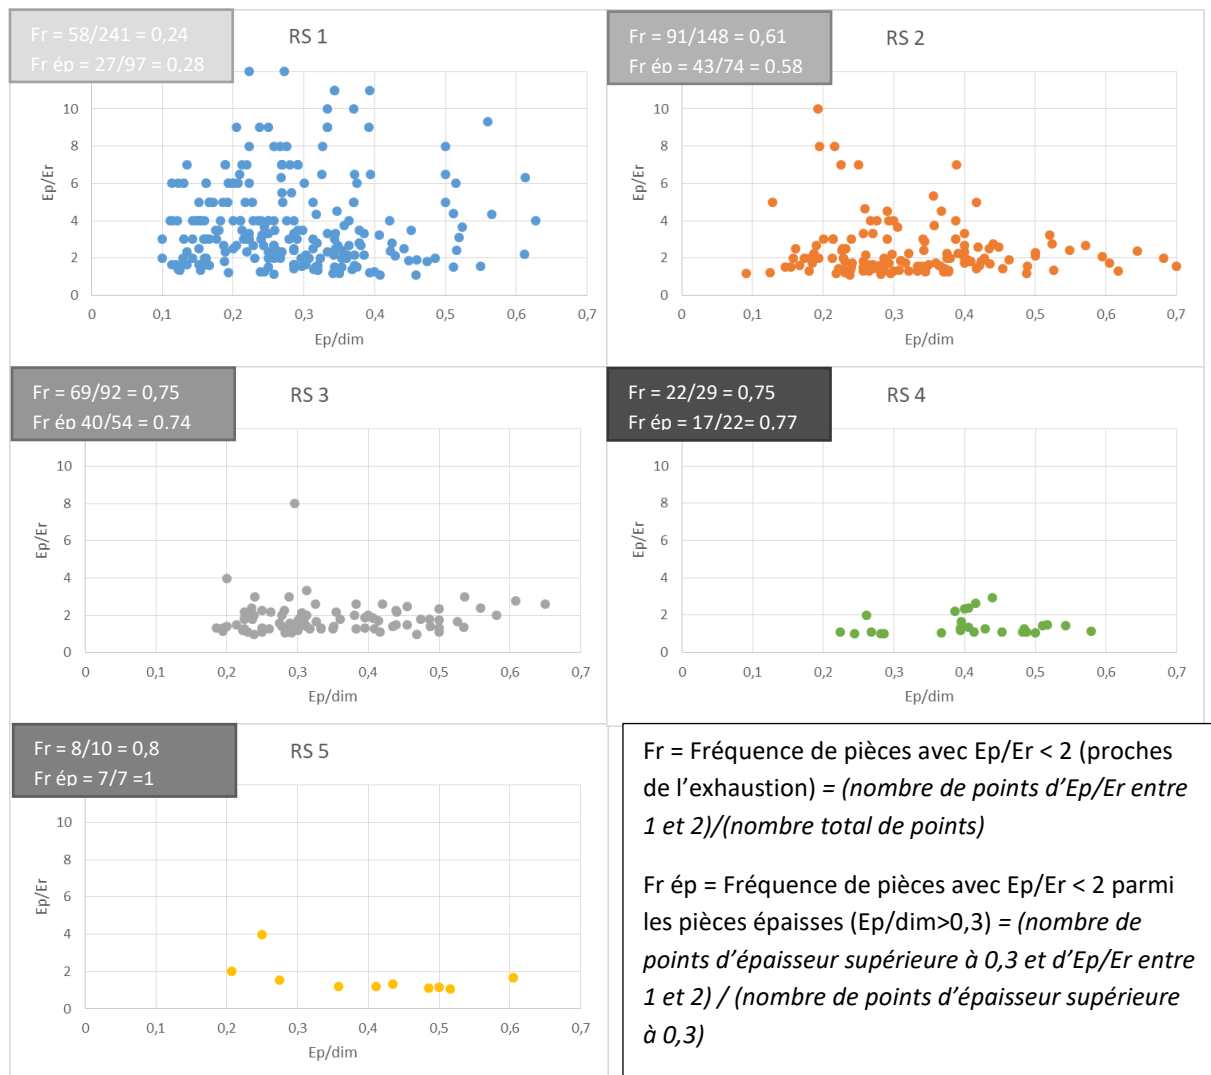 Fr = 58/241 = 0,24
Fr ép = 27/97 = 0,28
RS 1
10
8
6
4
2
0
Ep/Er
0 0,1 0,2 0,3 0,4 0,5 0,6 0,7
Ep/dim
Fr = 91/148 = 0,61
Fr ép = 43/74 = 0.58
RS 2
10
8
6
4
2
0
Ep/Er
0 0,1 0,2 0,3 0,4 0,5 0,6 0,7
Ep/dim
Fr = 69/92 = 0,75
Fr ép 40/54 = 0.74
RS 3
10
8
6
4
2
0
Ep/Er
0 0,1 0,2 0,3 0,4 0,5 0,6 0,7
Ep/dim
Fr = 22/29 = 0,75
Fr ép = 17/22= 0,77
RS 4
10
8
6
4
2
0
Ep/Er
0 0,1 0,2 0,3 0,4 0,5 0,6 0,7
Ep/dim
Fr = 8/10 = 0,8
Fr ép = 7/7 =1
RS 5
10
8
6
4
2
0
Ep/Er
0 0,1 0,2 0,3 0,4 0,5 0,6 0,7
Ep/dim
Fr = Fréquence de pièces avec Ep/Er < 2 (proches
de l’exhaustion) = (nombre de points d’Ep/Er entre
1 et 2)/(nombre total de points)
Fr ép = Fréquence de pièces avec Ep/Er < 2 parmi
les pièces épaisses (Ep/dim>0,3) = (nombre de
points d’épaisseur supérieure à 0,3 et d’Ep/Er entre
1 et 2) / (nombre de points d’épaisseur supérieure
à 0,3)